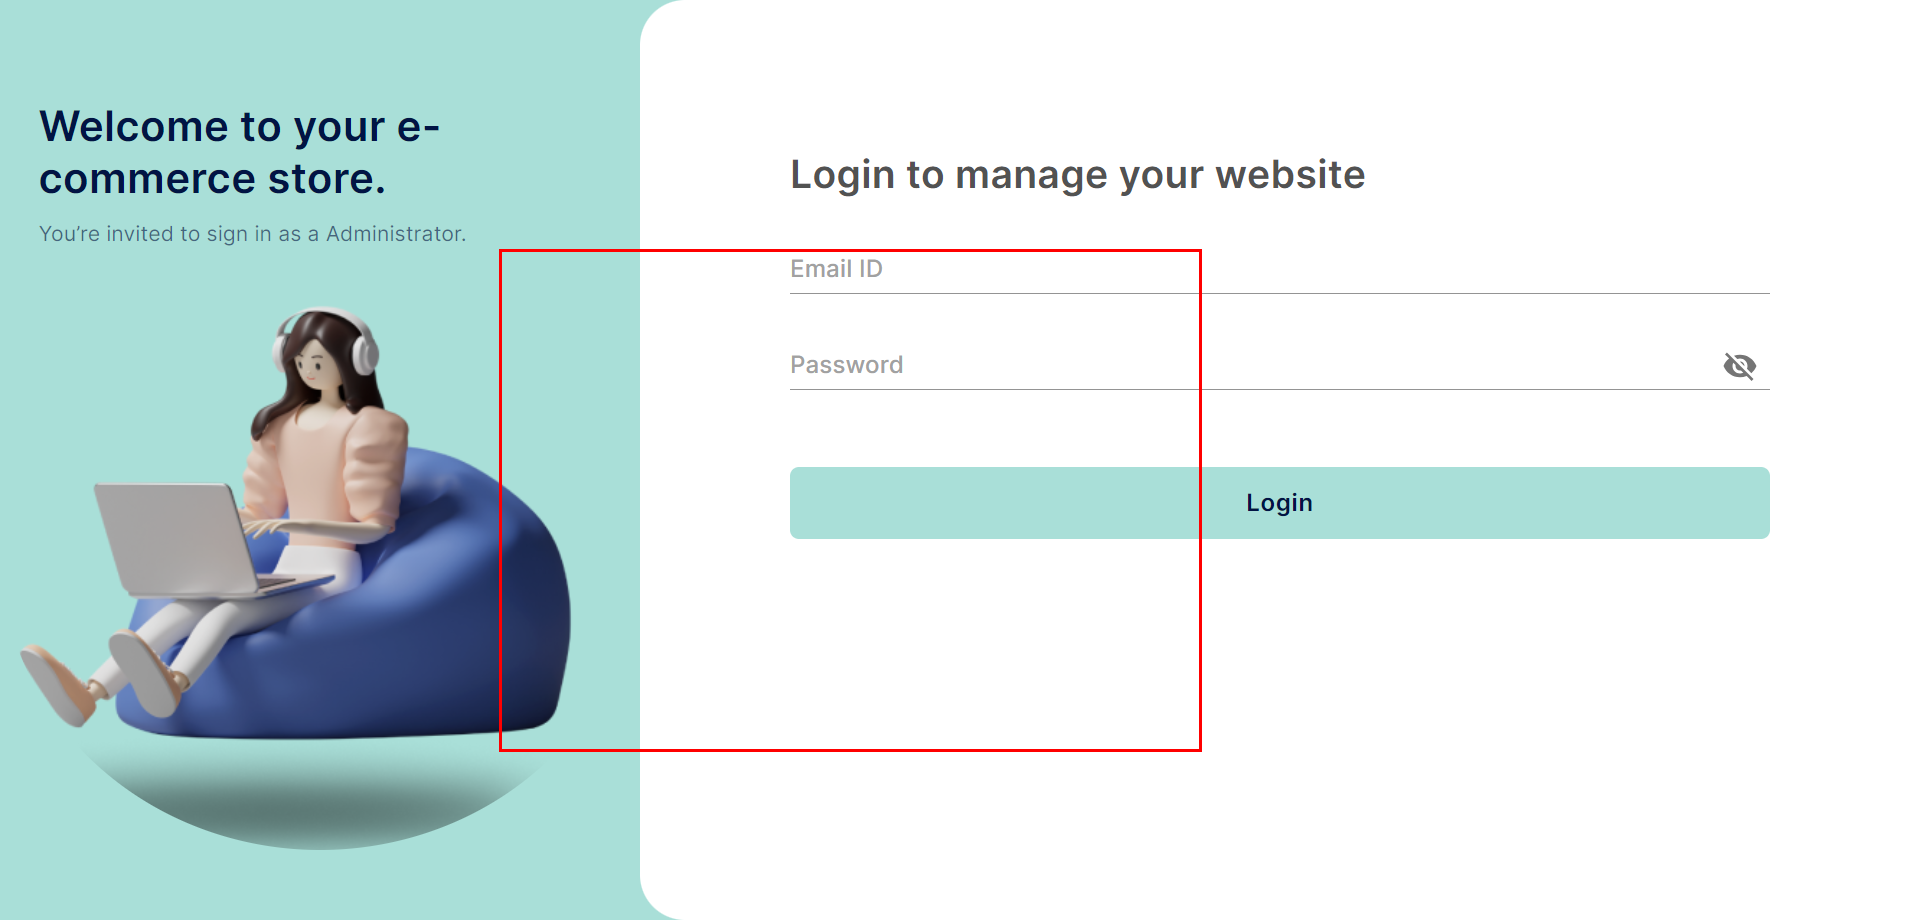 Welcome to your e-
commerce store.
You’re invited to sign in as a Administrator.
Login to manage your website
Email ID
Password
Login